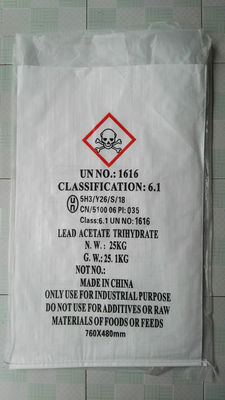 UN NO.: 1616
CLASSIFICATION: 6.1
un 5H3/Y26/S/18
CN/5100 06 PI: 035
Class:6.1 UN NO:1616
LEAD ACETATE TRIHYDRATE
N. W.: 25KG
G. W.: 25. 1KG
NOT NO.:
MADE IN CHINA
ONLY USE FOR INDUSTRIAL PURPOSE
DO NOT USE FOR ADDITIVES OR RAW
MATERIALS OF FOODS OR FEEDS
760X480mm